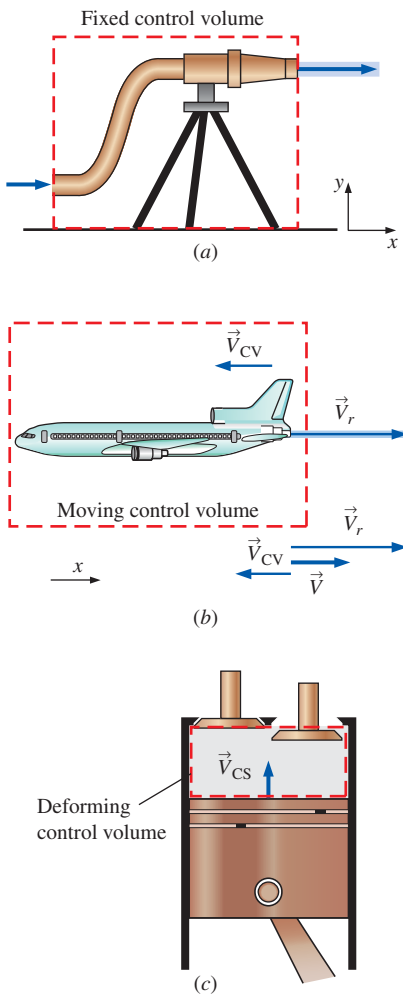 Fixed control volume
y
x
(a)
V⃗CV
V⃗r
Moving control volume
V⃗r
V⃗CV
x
V⃗
(b)
V⃗CS
Deforming
control volume
(c)